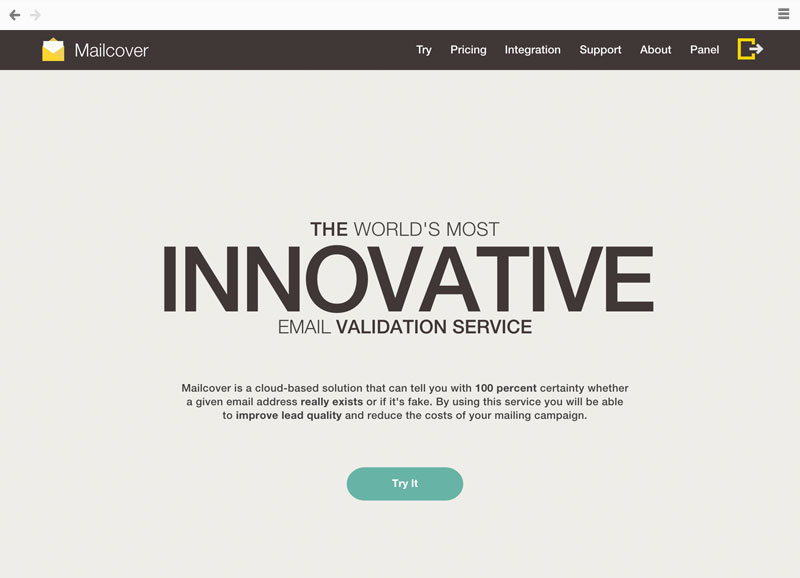 Mailcover
Try Pricing Integration Support About Panel
THE WORLD'S MOST
INNOVATIVE
EMAIL VALIDATION SERVICE
Mailcover is a cloud-based solution that can tell you with 100 percent certainty whether
a given email address really exists or if it's fake. By using this service you will be able
to improve lead quality and reduce the costs of your mailing campaign.
Try It